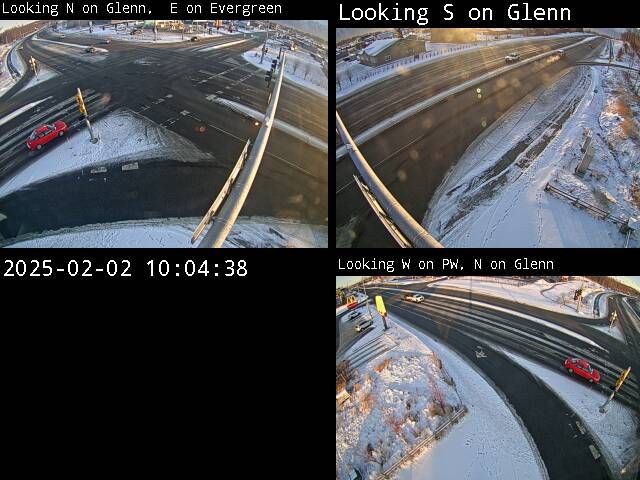 Looking N on Glenn, E on Evergreen
Looking S on Glenn
2025-02-02 10:04:38
Looking W on PW, N on Glenn